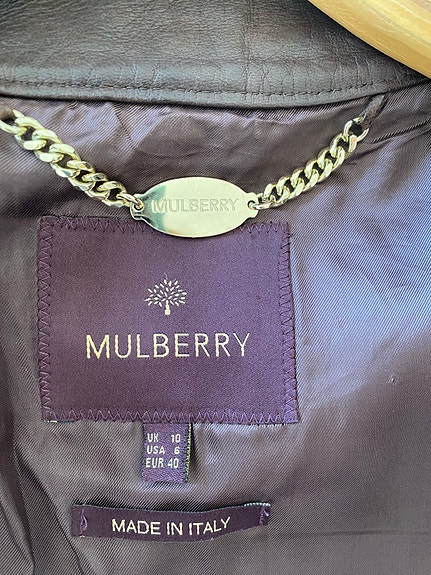 MULBERRY
MULBERRY
UK 10
USA 6
EUR 40
MADE IN ITALY